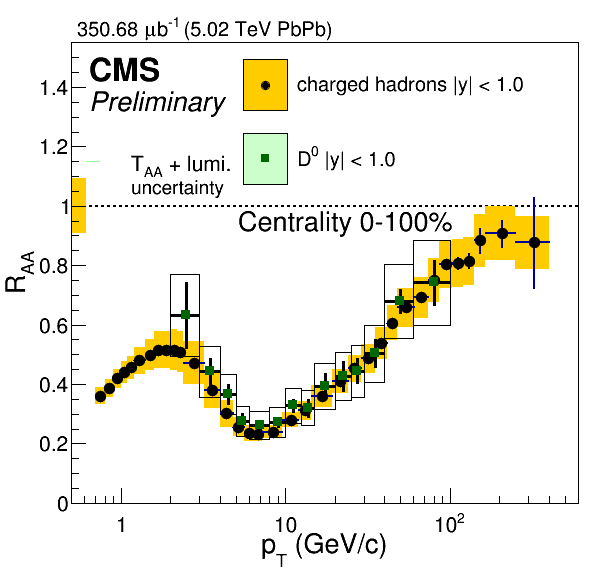 350.68 μb⁻¹ (5.02 TeV PbPb)
CMS
Preliminary
charged hadrons |y| < 1.0
D⁰ |y| < 1.0
T_AA + lumi.
uncertainty
Centrality 0-100%
R_AA
1.4
1.2
1
0.8
0.6
0.4
0.2
0
1
10
10²
p_T (GeV/c)